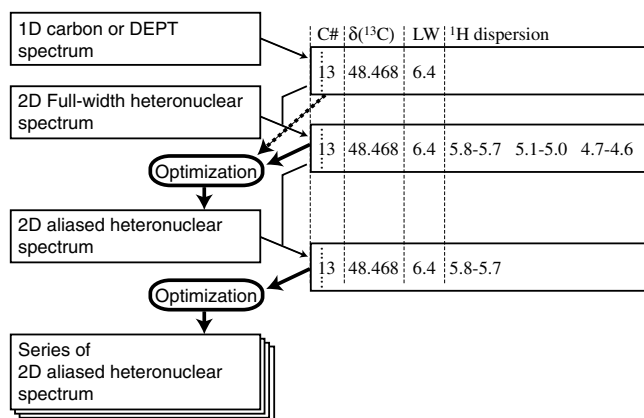 C# δ(¹³C) LW ¹H dispersion
1D carbon or DEPT
spectrum
13 48.468 6.4
2D Full-width heteronuclear
spectrum
13 48.468 6.4 5.8-5.7 5.1-5.0 4.7-4.6
Optimization
2D aliased heteronuclear
spectrum
13 48.468 6.4 5.8-5.7
Optimization
Series of
2D aliased heteronuclear
spectrum